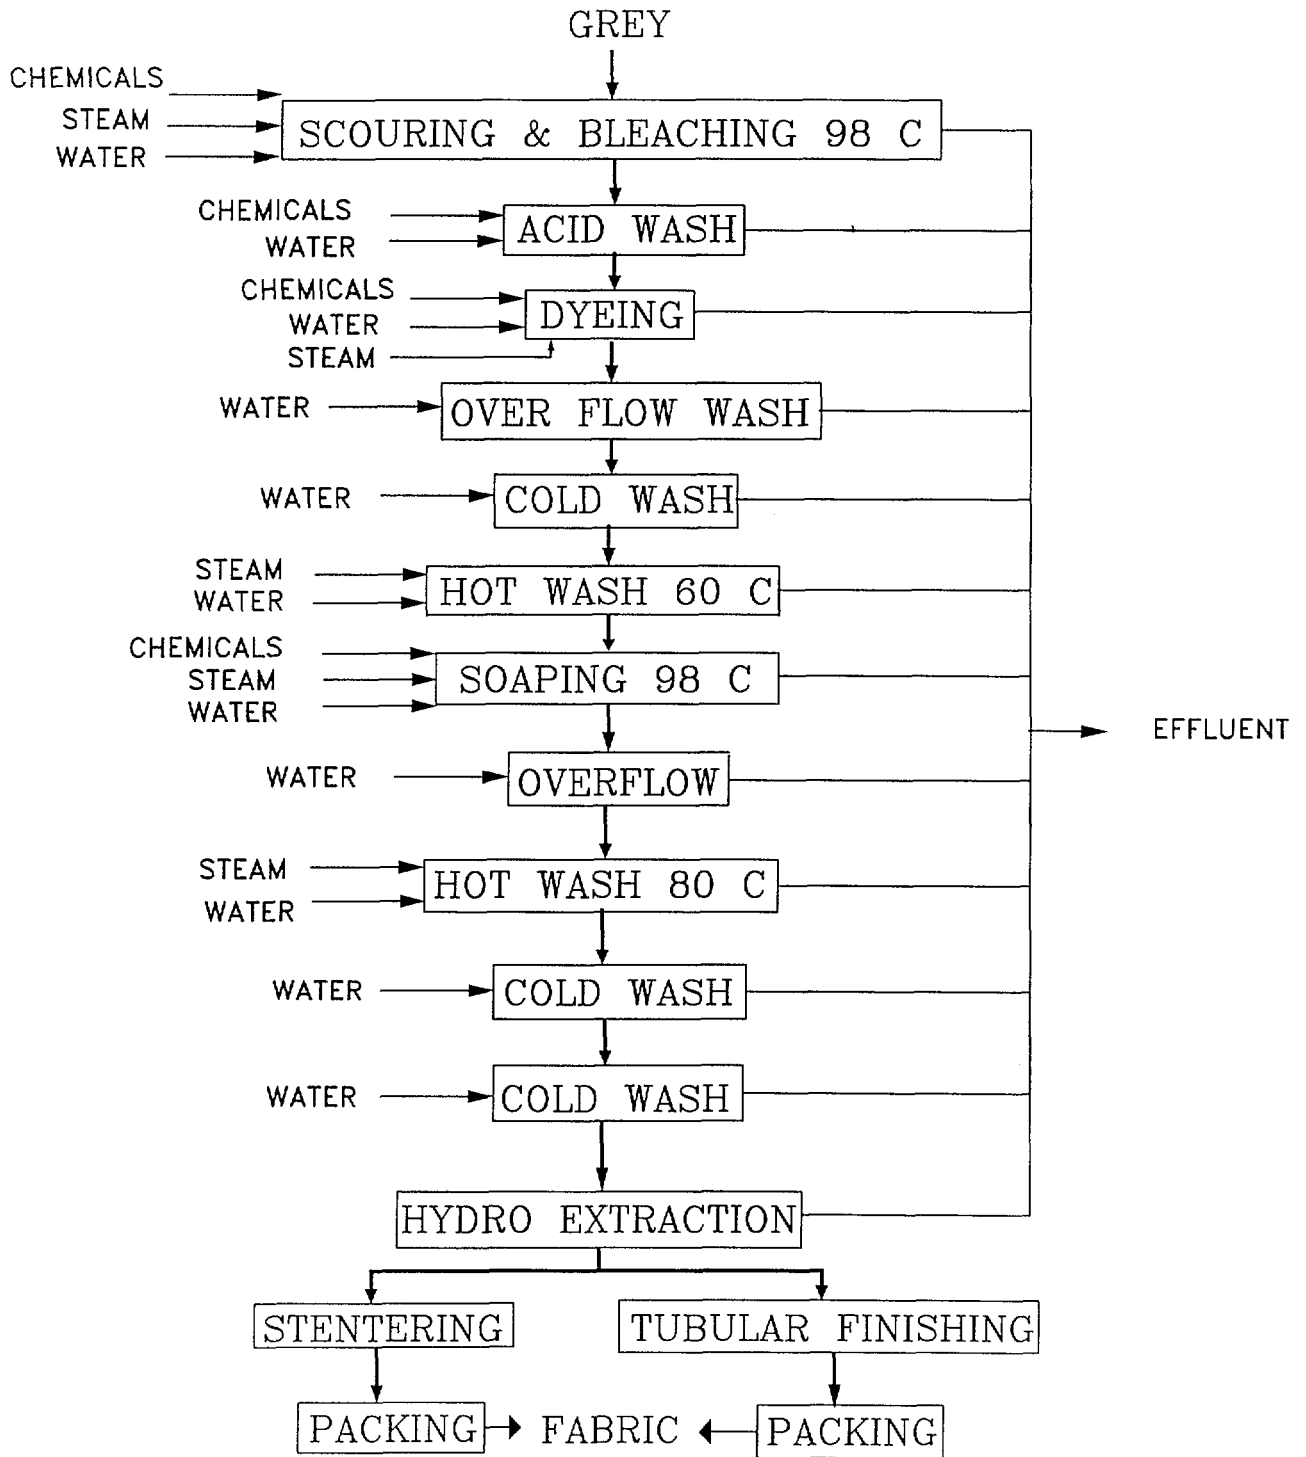 GREY
CHEMICALS
STEAM
WATER
SCOURING & BLEACHING 98 C
CHEMICALS
WATER
ACID WASH
CHEMICALS
WATER
STEAM
DYEING
WATER
OVER FLOW WASH
WATER
COLD WASH
STEAM
WATER
HOT WASH 60 C
CHEMICALS
STEAM
WATER
SOAPING 98 C
EFFLUENT
WATER
OVERFLOW
STEAM
WATER
HOT WASH 80 C
WATER
COLD WASH
WATER
COLD WASH
HYDRO EXTRACTION
STENTERING
TUBULAR FINISHING
PACKING
FABRIC
PACKING